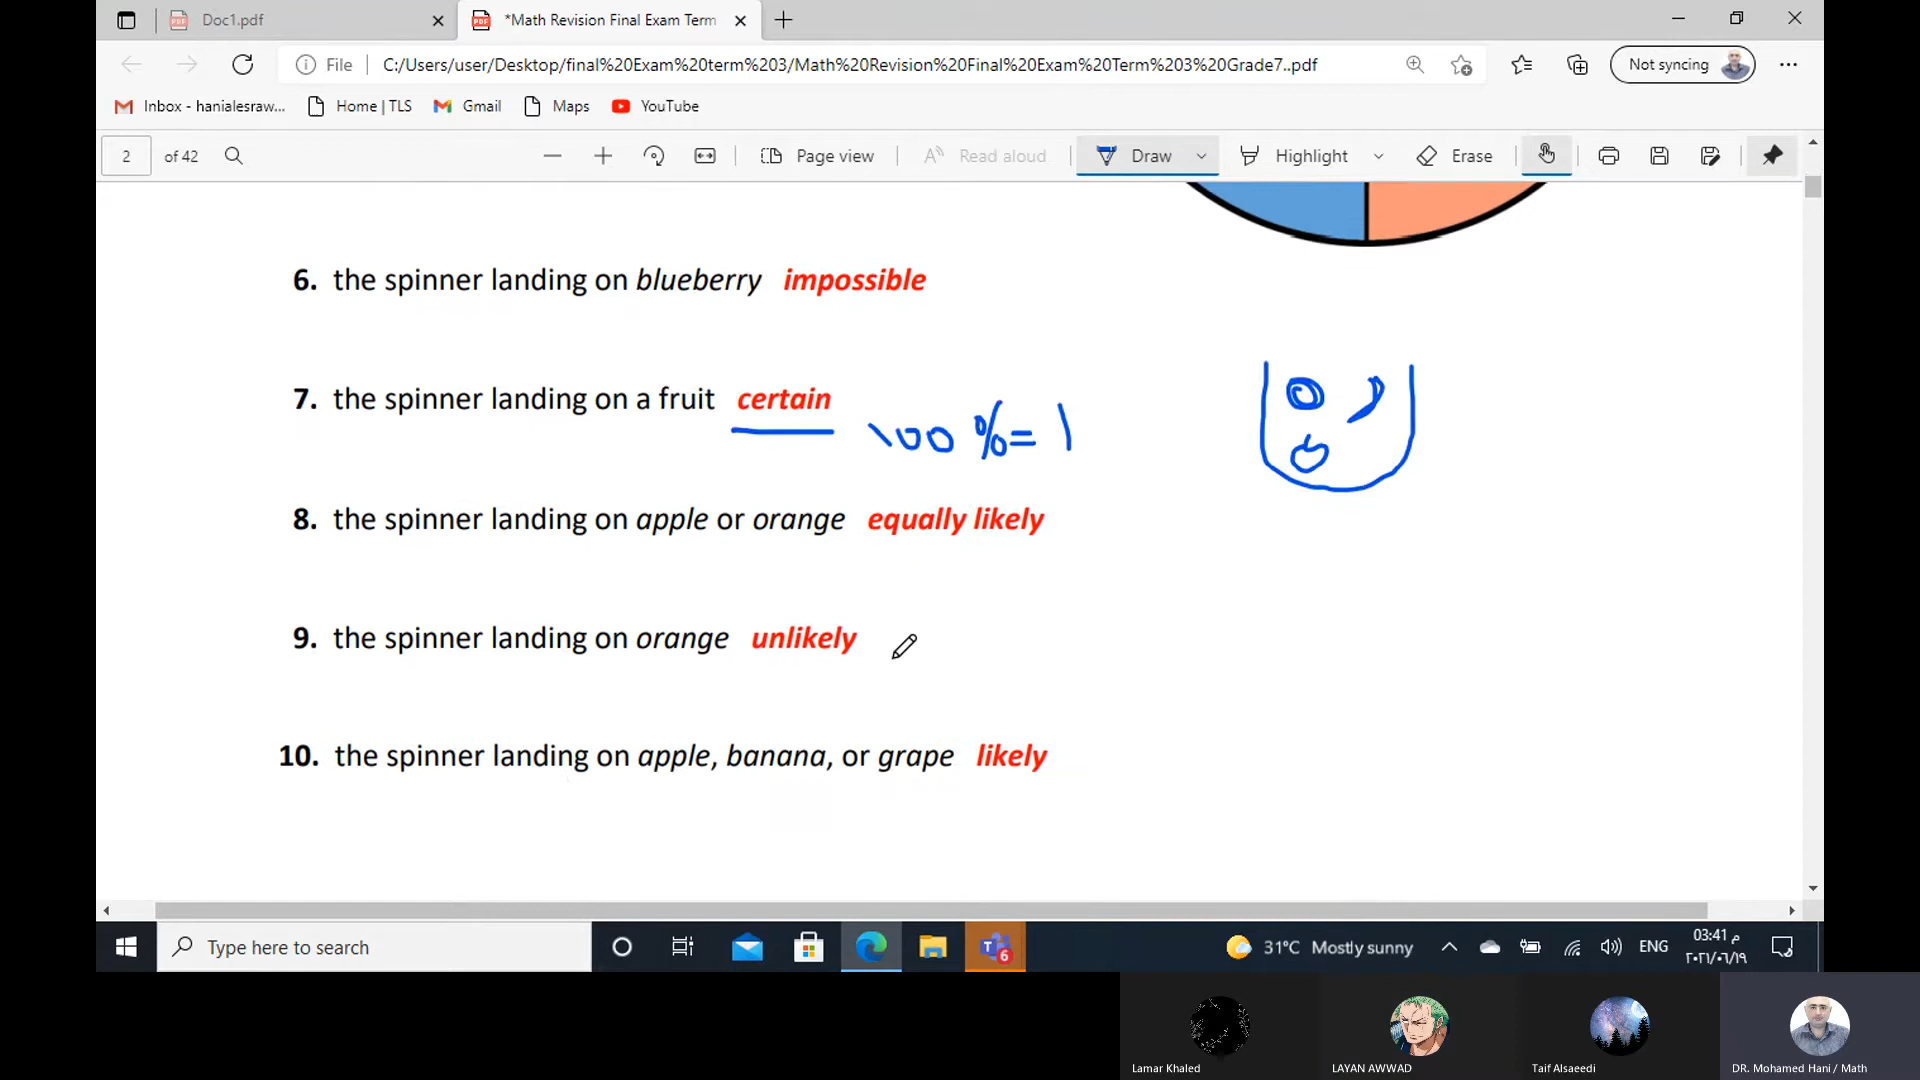 Doc1.pdf
*Math Revision Final Exam Term
File
C:/Users/user/Desktop/final%20Exam%20term%203/Math%20Revision%20Final%20Exam%20Term%203%20Grade7..pdf
Not syncing
Inbox - hanialesraw...
Home | TLS
Gmail
Maps
YouTube
2 of 42
Page view
Read aloud
Draw
Highlight
Erase
6. the spinner landing on blueberry impossible
7. the spinner landing on a fruit certain
100 % = 1
8. the spinner landing on apple or orange equally likely
9. the spinner landing on orange unlikely
10. the spinner landing on apple, banana, or grape likely
Type here to search
6
31°C Mostly sunny
ENG
03:41 م
٢٠٢١/٠٦/١٩
Lamar Khaled
LAYAN AWWAD
Taif Alsaeedi
DR. Mohamed Hani / Math